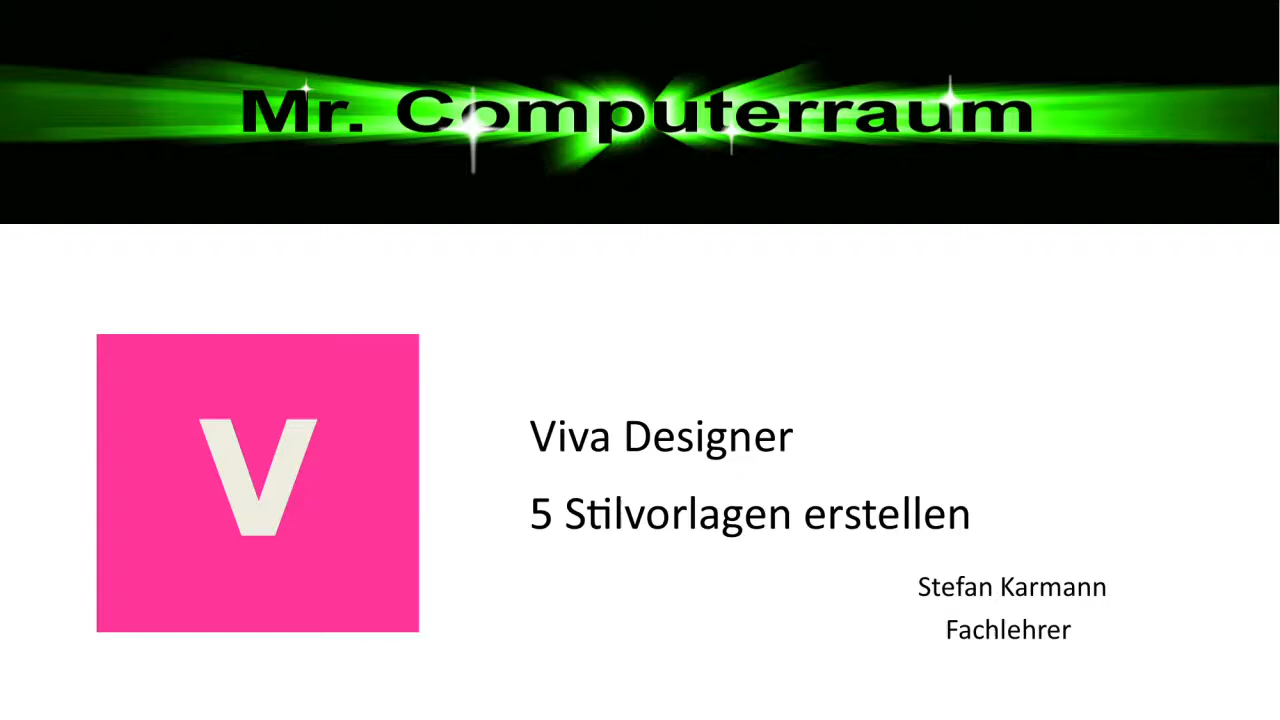 Mr. Computerraum
V
Viva Designer
5 Stilvorlagen erstellen
Stefan Karmann
Fachlehrer